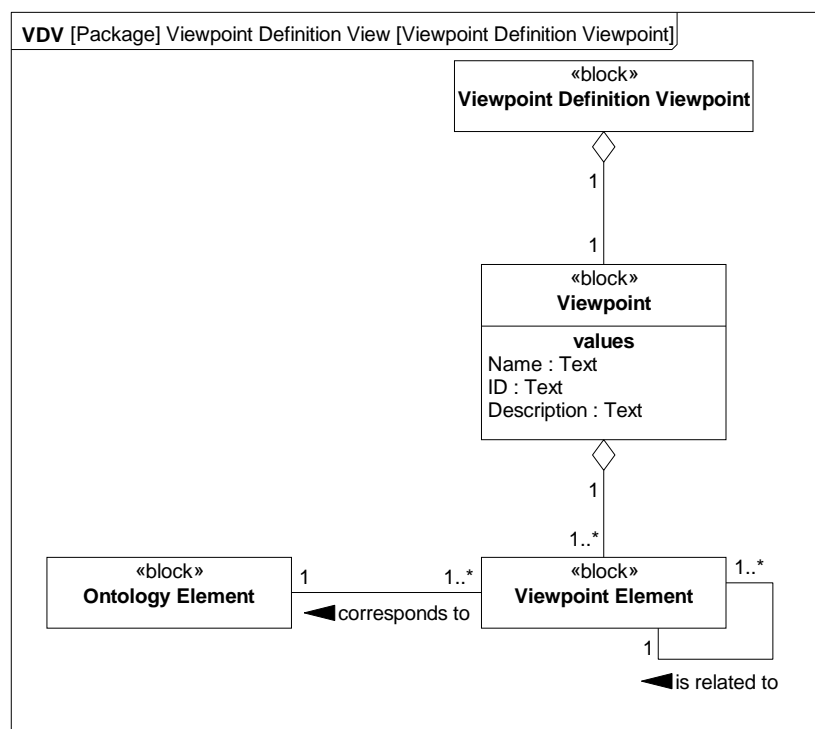 VDV [Package] Viewpoint Definition View [Viewpoint Definition Viewpoint]
«block»
Viewpoint Definition Viewpoint
1
1
«block»
Viewpoint
values
Name : Text
ID : Text
Description : Text
1
1..*
«block»
Ontology Element
1
1..*
corresponds to
«block»
Viewpoint Element
1..*
1
is related to